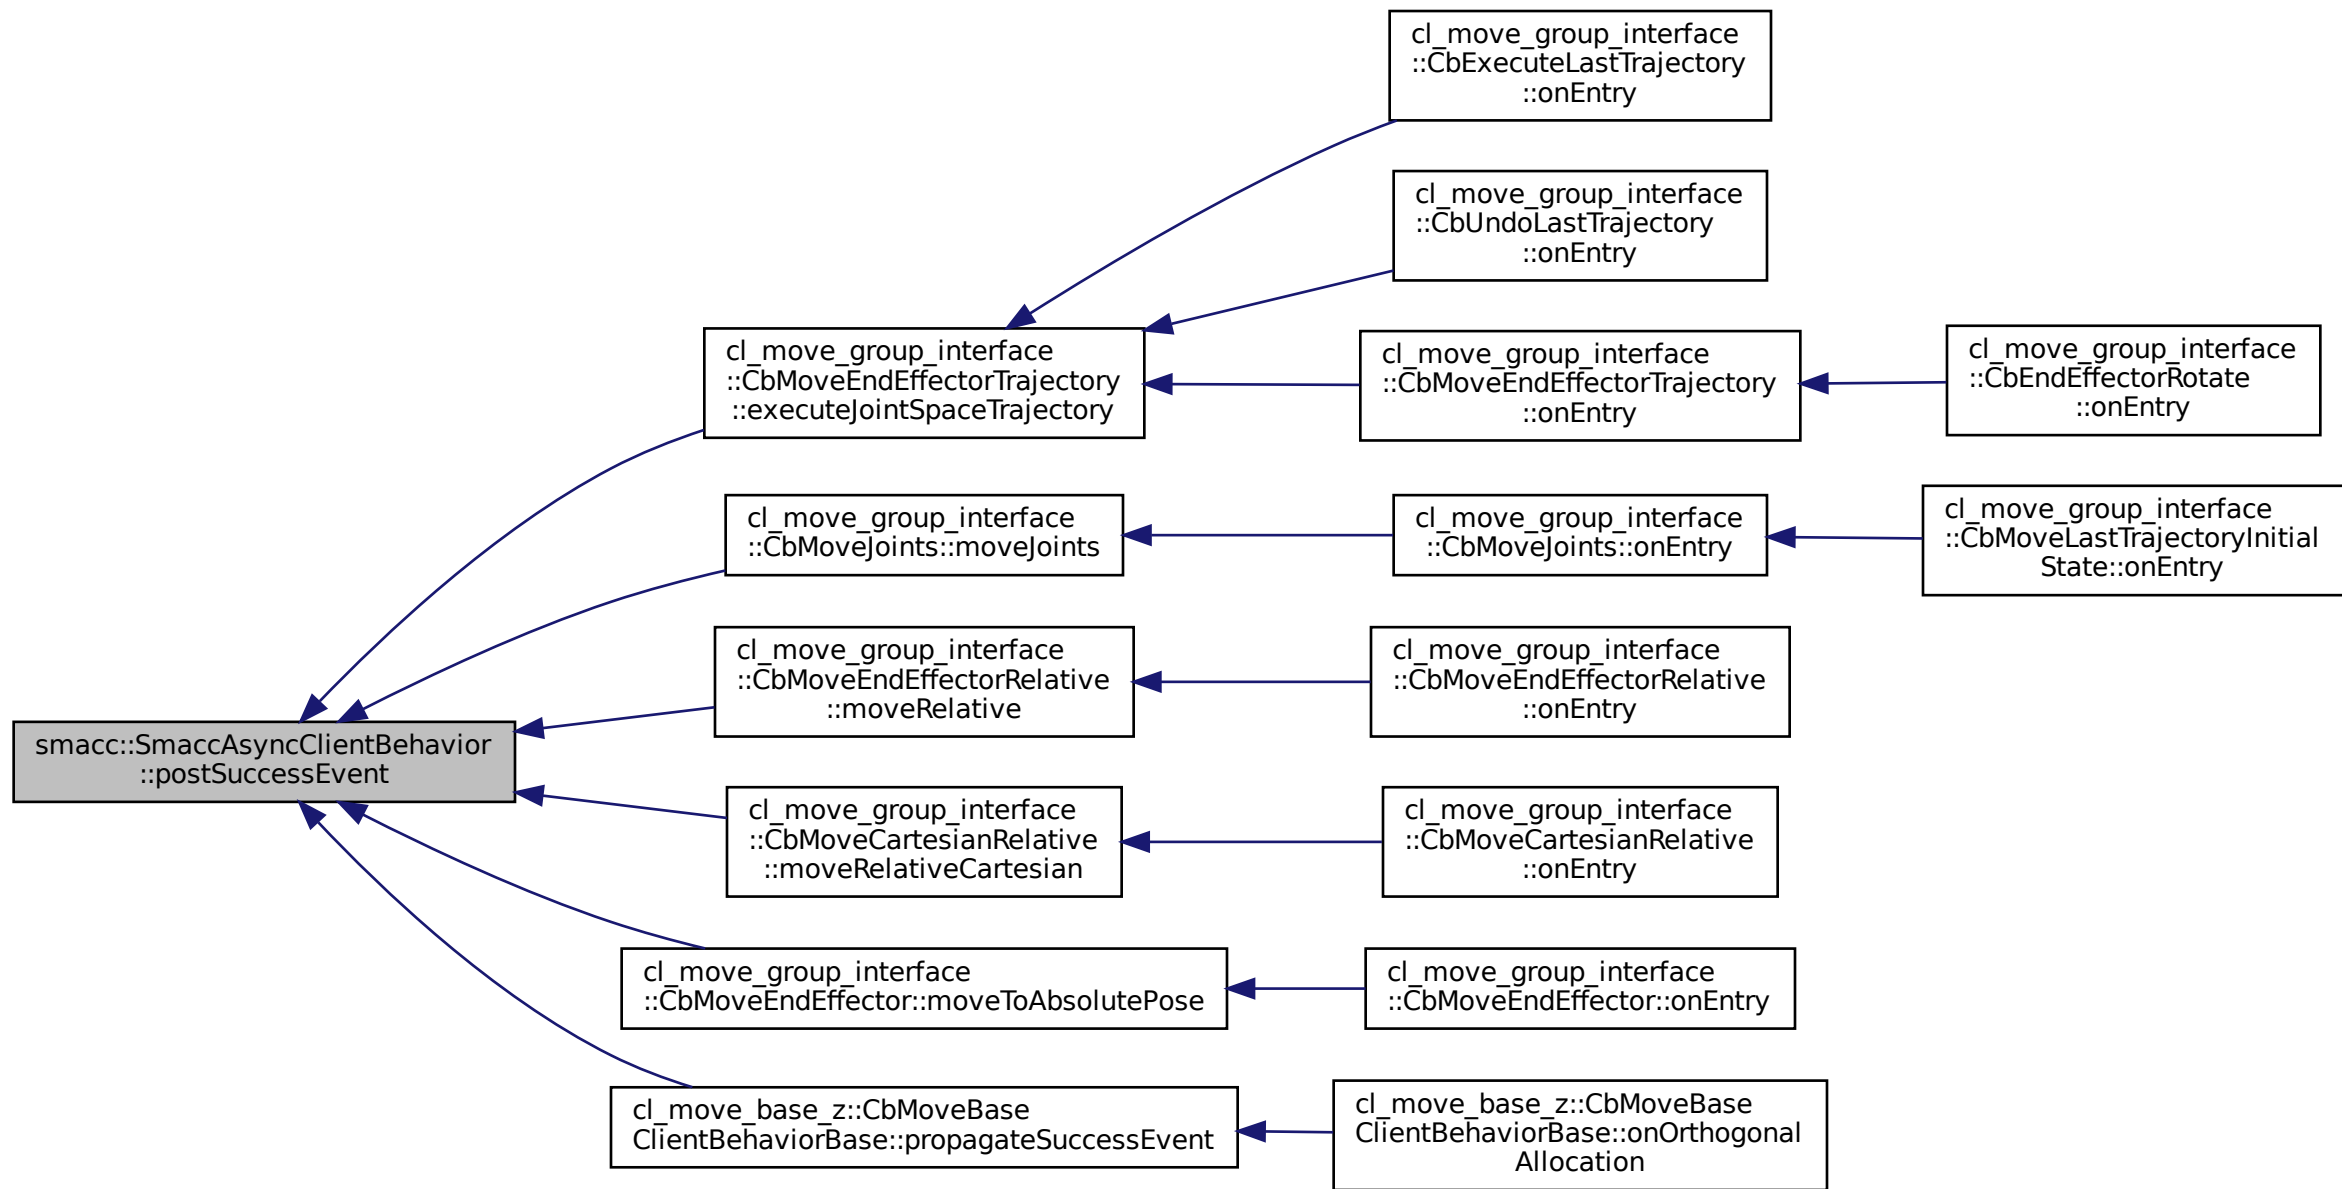 cl_move_group_interface
::CbExecuteLastTrajectory
::onEntry
cl_move_group_interface
::CbUndoLastTrajectory
::onEntry
cl_move_group_interface
::CbMoveEndEffectorTrajectory
::executeJointSpaceTrajectory
cl_move_group_interface
::CbMoveEndEffectorTrajectory
::onEntry
cl_move_group_interface
::CbEndEffectorRotate
::onEntry
cl_move_group_interface
::CbMoveJoints::moveJoints
cl_move_group_interface
::CbMoveJoints::onEntry
cl_move_group_interface
::CbMoveLastTrajectoryInitial
State::onEntry
cl_move_group_interface
::CbMoveEndEffectorRelative
::moveRelative
cl_move_group_interface
::CbMoveEndEffectorRelative
::onEntry
smacc::SmaccAsyncClientBehavior
::postSuccessEvent
cl_move_group_interface
::CbMoveCartesianRelative
::moveRelativeCartesian
cl_move_group_interface
::CbMoveCartesianRelative
::onEntry
cl_move_group_interface
::CbMoveEndEffector::moveToAbsolutePose
cl_move_group_interface
::CbMoveEndEffector::onEntry
cl_move_base_z::CbMoveBase
ClientBehaviorBase::propagateSuccessEvent
cl_move_base_z::CbMoveBase
ClientBehaviorBase::onOrthogonal
Allocation